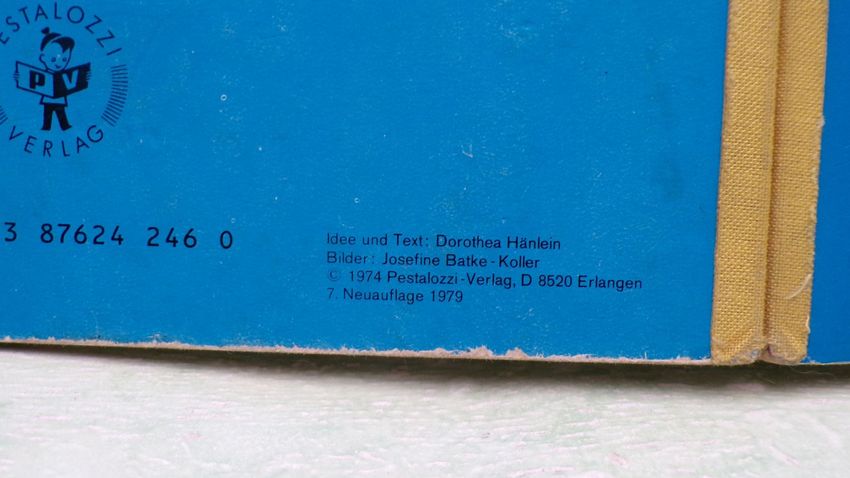 PESTALOZZI
PV
VERLAG
3 87624 246 0
Idee und Text: Dorothea Hänlein
Bilder: Josefine Batke-Koller
© 1974 Pestalozzi-Verlag, D 8520 Erlangen
7. Neuauflage 1979